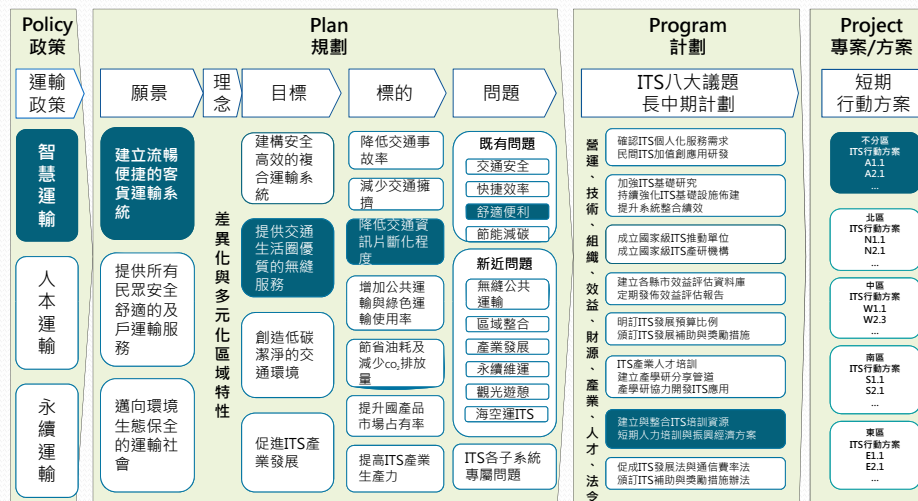 Policy
政策
Plan
規劃
Program
計劃
Project
專案/方案
運輸
政策
願景
理
念
目標
標的
問題
ITS八大議題
長中期計劃
短期
行動方案
智
慧
運
輸
人
本
運
輸
永
續
運
輸
建立流暢
便捷的客
貨運輸系
統
提供所有
民眾安全
舒適的及
戶運輸服
務
邁向環境
生態保全
的運輸社
會
差異化與多元化區域特性
建構安全
高效的複
合運輸系
統
提供交通
生活圈優
質的無縫
服務
創造低碳
潔淨的交
通環境
促進ITS產
業發展
降低交通事
故率
減少交通擁
擠
降低交通資
訊片斷化程
度
增加公共運
輸與綠色運
輸使用率
節省油耗及
減少co₂排放
量
提升國產品
市場占有率
提高ITS產業
生產力
既有問題
交通安全
快捷效率
舒適便利
節能減碳
新近問題
無縫公共
運輸
區域整合
產業發展
永續維運
觀光遊憩
海空運ITS
ITS各子系統
專屬問題
營運、技術、組織、效益、財源、產業、人才、法令
確認ITS個人化服務需求
民間ITS加值創應用研發
加強ITS基礎研究
持續強化ITS基礎設施佈建
提升系統整合績效
成立國家級ITS推動單位
成立國家級ITS產研機構
建立各縣市效益評估資料庫
定期發佈效益評估報告
明訂ITS發展預算比例
頒訂ITS發展補助與獎勵措施
ITS產業人才培訓
建立產學研分享管道
產學研協力開發ITS應用
建立與整合ITS培訓資源
短期人力培訓與振興經濟方案
促成ITS發展法與通信費率法
頒訂ITS補助與獎勵措施辦法
不分區
ITS行動方案
A1.1
A2.1
...
北區
ITS行動方案
N1.1
N2.1
...
中區
ITS行動方案
W1.1
W2.3
...
南區
ITS行動方案
S1.1
S2.1
...
東區
ITS行動方案
E1.1
E2.1
...